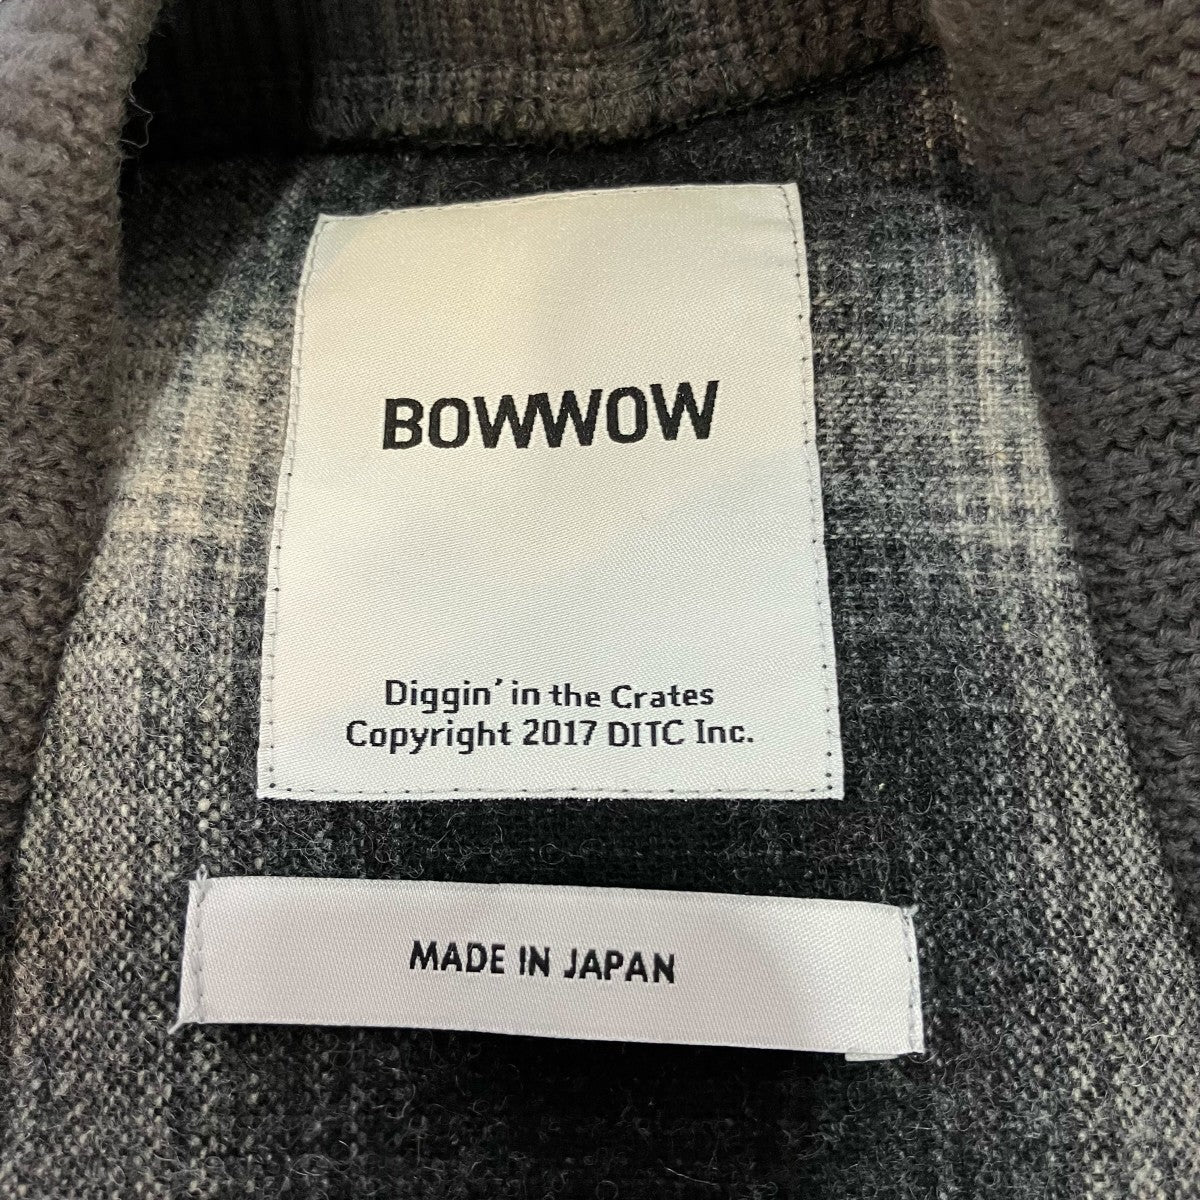 BOWWOW
Diggin' in the Crates
Copyright 2017 DITC Inc.
MADE IN JAPAN